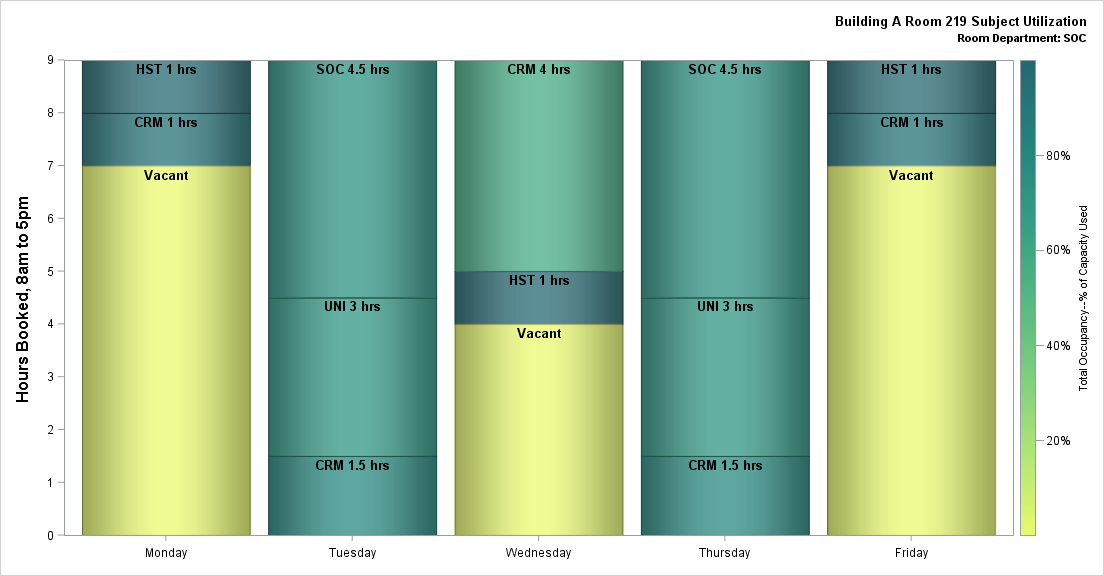 Building A Room 219 Subject Utilization
Room Department: SOC
Hours Booked, 8am to 5pm
9
8
7
6
5
4
3
2
1
0
HST 1 hrs
CRM 1 hrs
Vacant
SOC 4.5 hrs
UNI 3 hrs
CRM 1.5 hrs
CRM 4 hrs
HST 1 hrs
Vacant
SOC 4.5 hrs
UNI 3 hrs
CRM 1.5 hrs
HST 1 hrs
CRM 1 hrs
Vacant
Monday
Tuesday
Wednesday
Thursday
Friday
80%
60%
40%
20%
Total Occupancy--% of Capacity Used